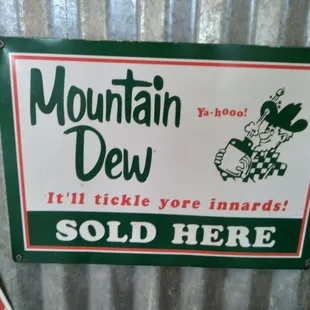 Mountain
Ya-hooo!
Dew
It'll tickle yore innards!
SOLD HERE